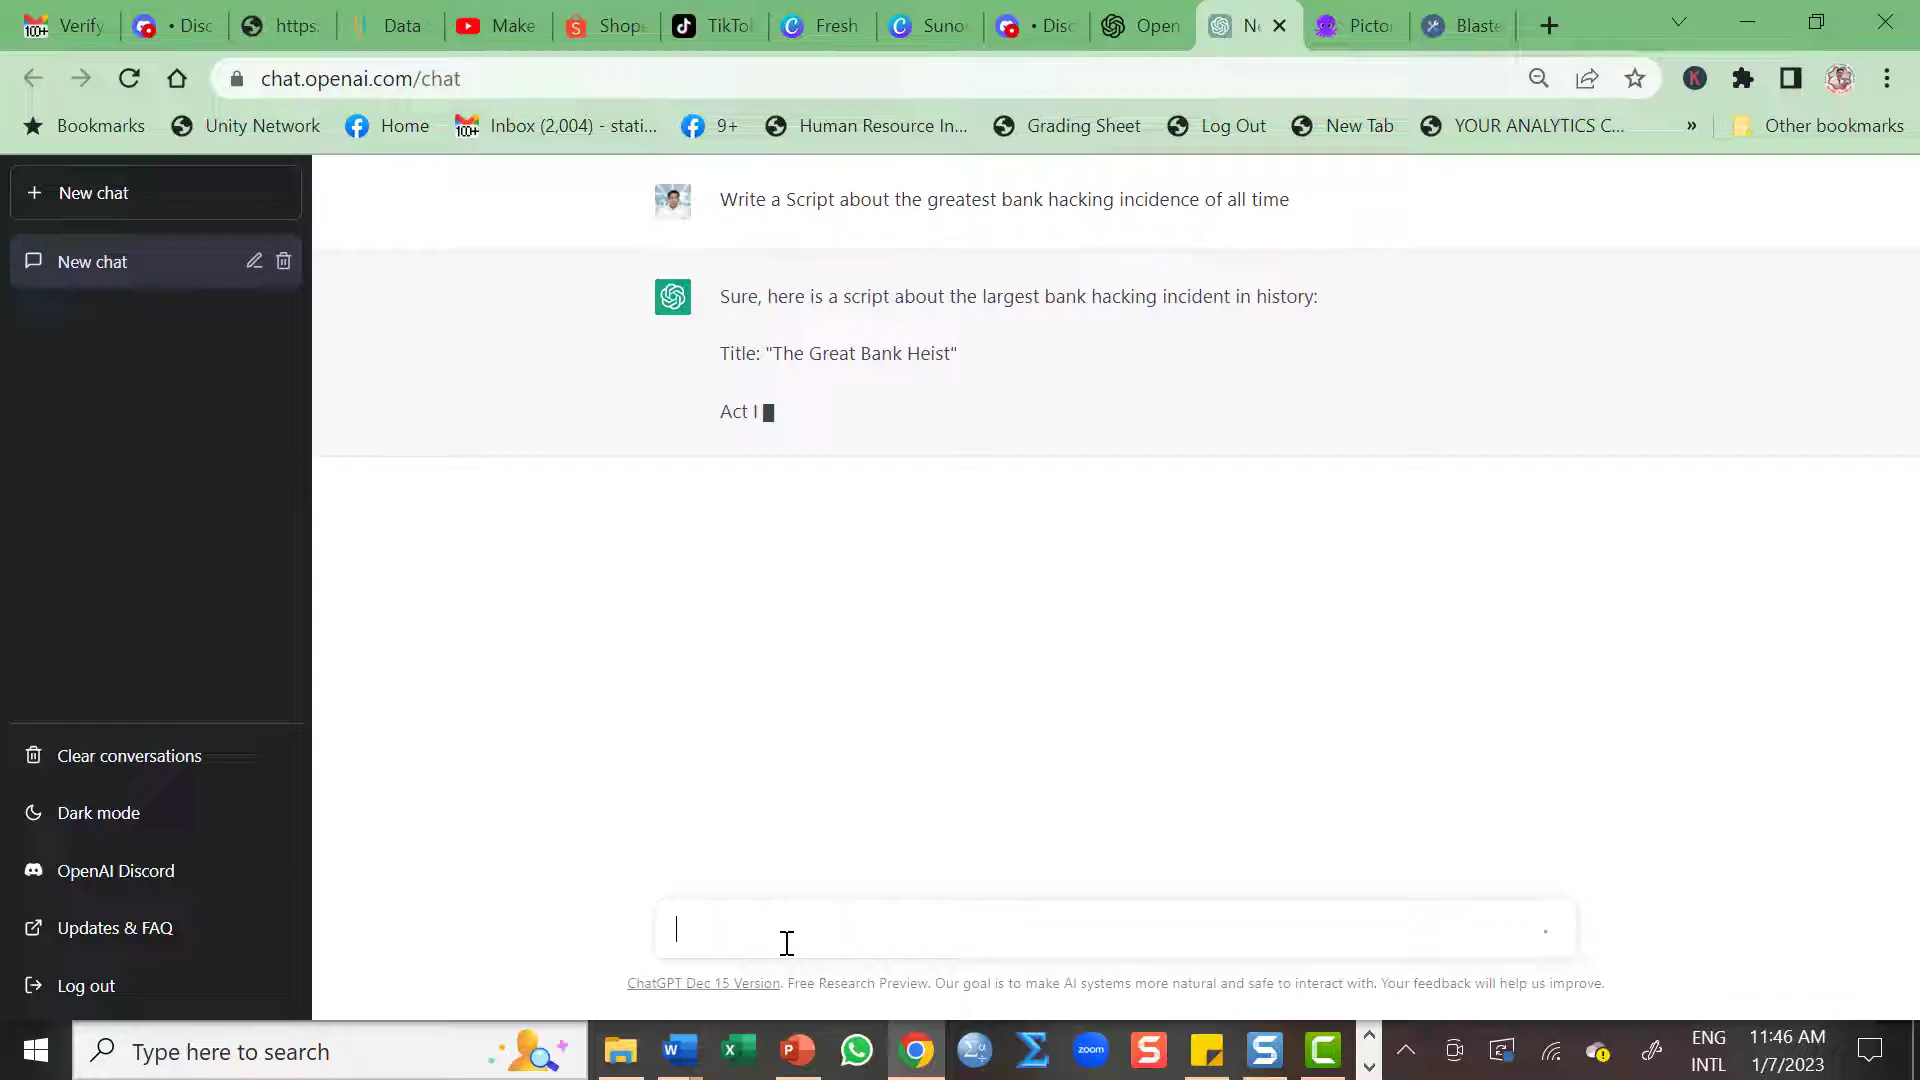 Verify
• Disc
https:
Data
Make
Shop
TikTo
Fresh
Suno
• Disc
Open
N
Picto
Blaste
chat.openai.com/chat
K
Bookmarks
Unity Network
Home
100+
Inbox (2,004) - stati...
9+
Human Resource In...
Grading Sheet
Log Out
New Tab
YOUR ANALYTICS C...
»
Other bookmarks
New chat
New chat
Write a Script about the greatest bank hacking incidence of all time
Sure, here is a script about the largest bank hacking incident in history:
Title: "The Great Bank Heist"
Act I
Clear conversations
Dark mode
OpenAI Discord
Updates & FAQ
Log out
ChatGPT Dec 15 Version. Free Research Preview. Our goal is to make AI systems more natural and safe to interact with. Your feedback will help us improve.
Type here to search
zoom
ENG
INTL
11:46 AM
1/7/2023